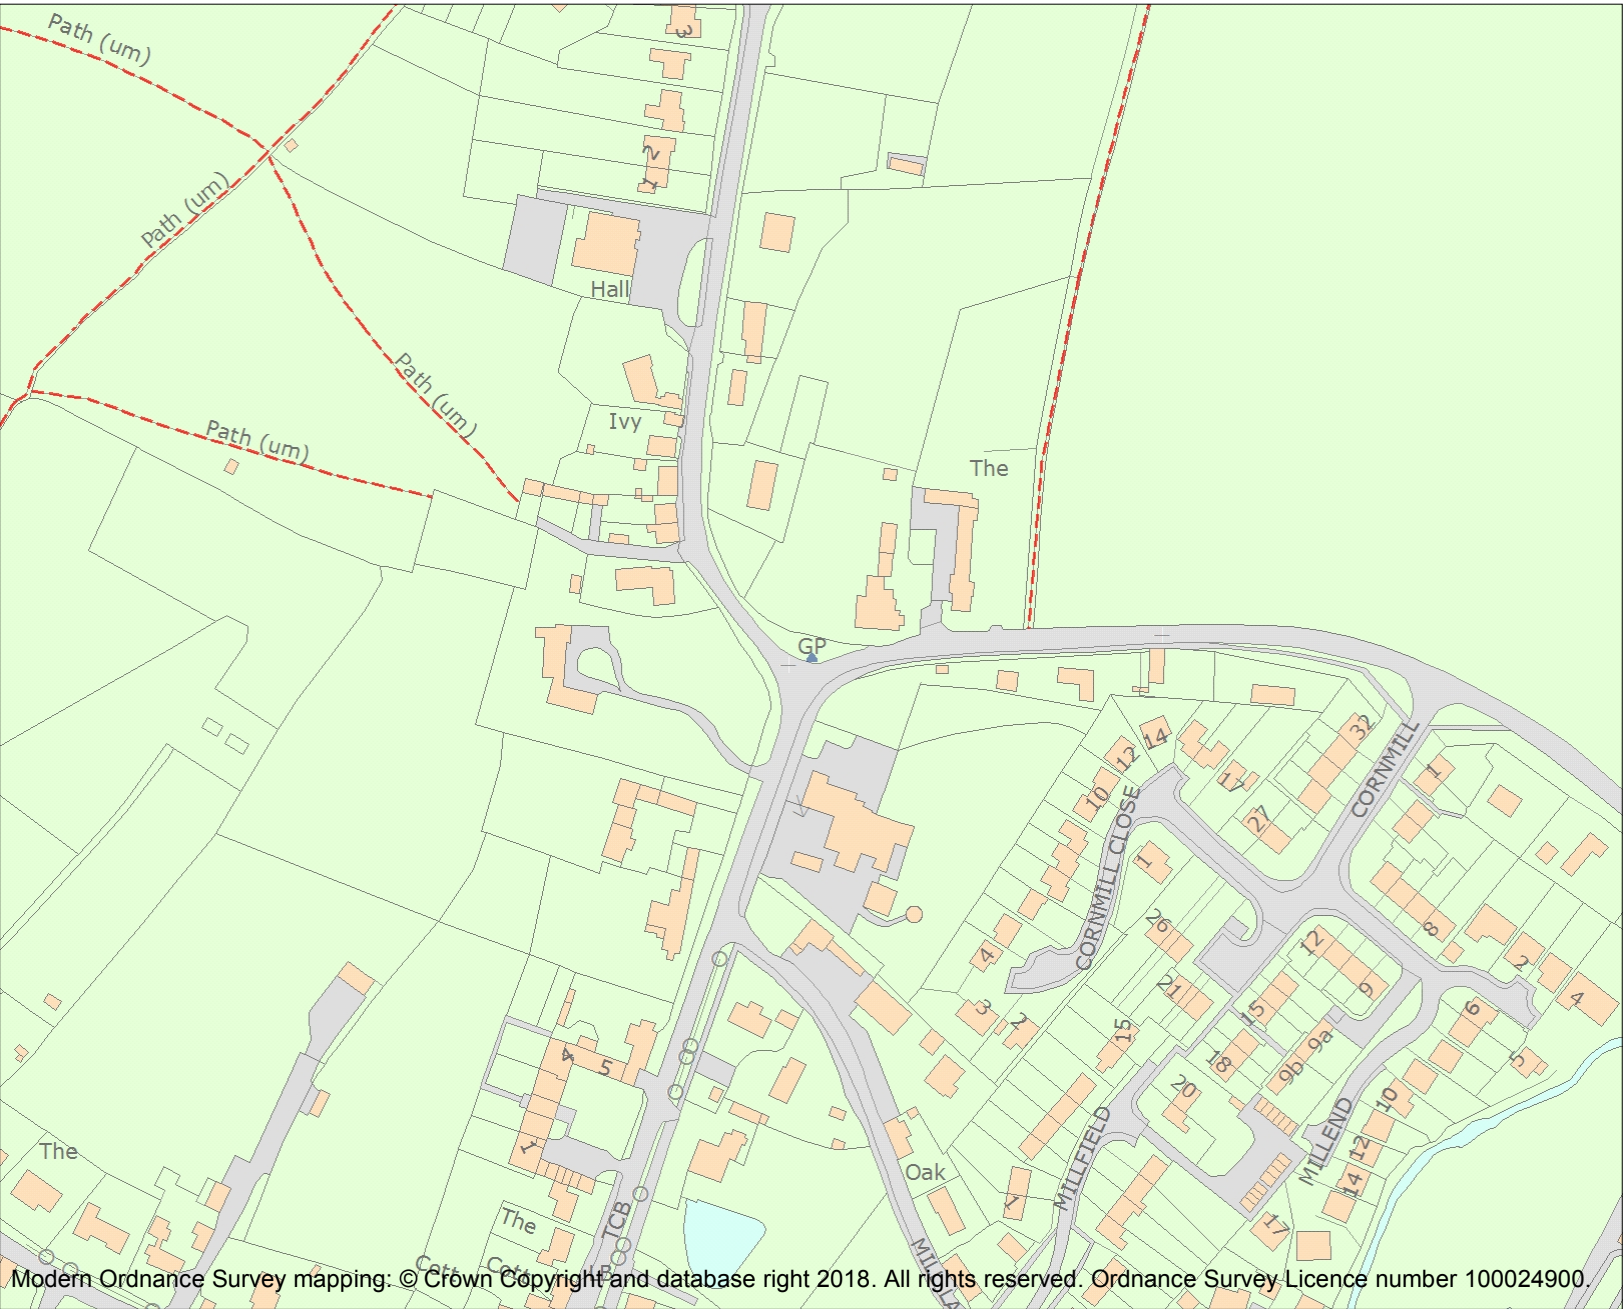 Path (um)
3
2
1
Path (um)
Hall
Path (um)
Ivy
Path (um)
The
GP
32
14
12
CORNMILL
1
17
10
27
CORNMILL CLOSE
1
26
8
12
4
2
21
9
4
3
2
15
15
6
9a
4
5
18
9b
5
20
10
1
The
MILLFIELD
MILLEND
12
Oak
14
1
TCB
The
17
Modern Ordnance Survey mapping: © Crown Copyright and database right 2018. All rights reserved. Ordnance Survey Licence number 100024900.